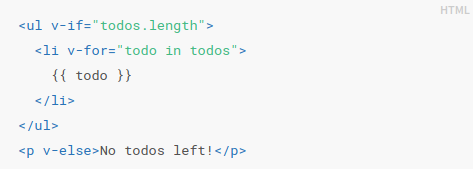 HTML
<ul v-if="todos.length">
  <li v-for="todo in todos">
    {{ todo }}
  </li>
</ul>
<p v-else>No todos left!</p>